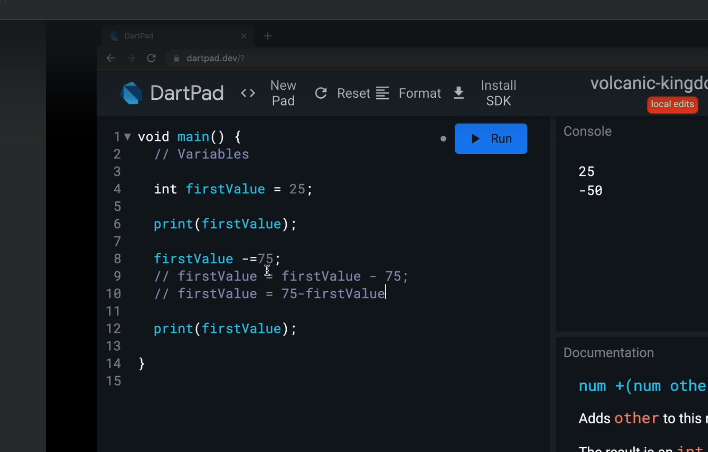 DartPad
dartpad.dev/?
DartPad
<> New Pad
Reset
Format
Install SDK
volcanic-kingdo
local edits
1 void main() {
2 // Variables
3
4 int firstValue = 25;
5
6 print(firstValue);
7
8 firstValue -=75;
9 // firstValue = firstValue - 75;
10 // firstValue = 75-firstValue
11
12 print(firstValue);
13
14 }
15
Run
Console
25
-50
Documentation
num +(num othe
Adds other to this
The result is an int